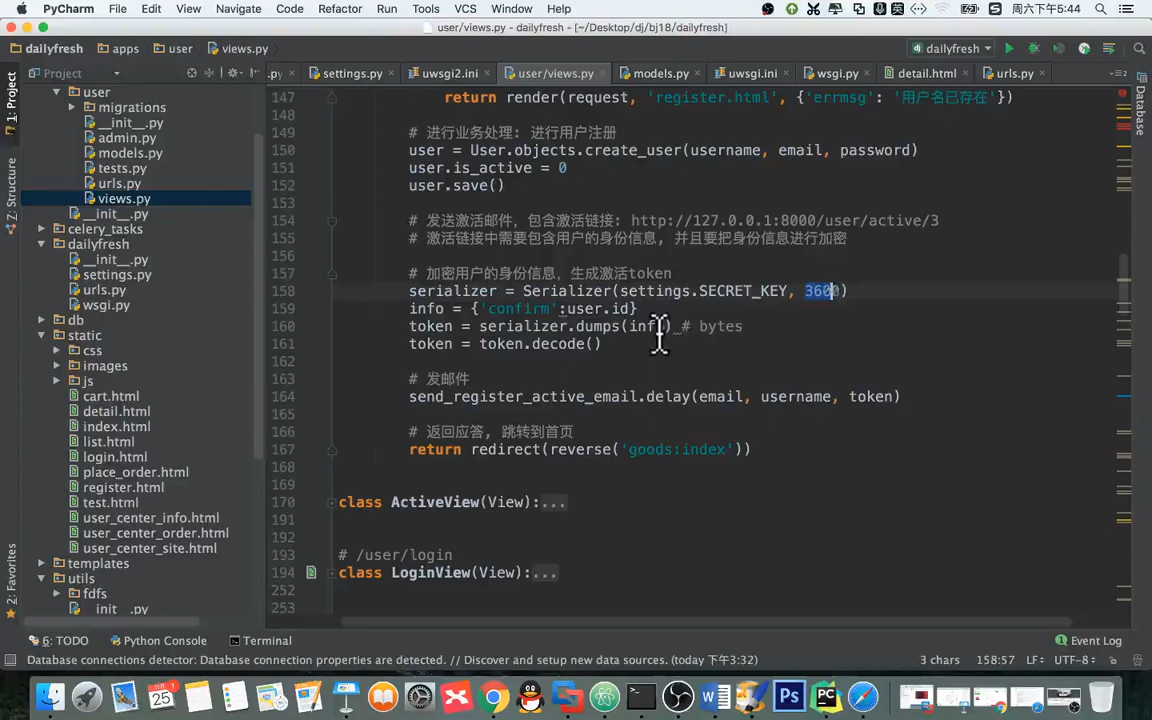 PyCharm File Edit View Navigate Code Refactor Run Tools VCS Window Help 周六下午5:44
user/views.py - dailyfresh - [~/Desktop/dj/bj18/dailyfresh]
dailyfresh apps user views.py dailyfresh
Project
.py settings.py uwsgi2.ini user/views.py models.py uwsgi.ini wsgi.py detail.html urls.py
1: Project
Z: Structure
2: Favorites
Database
user
migrations
__init__.py
admin.py
models.py
tests.py
urls.py
views.py
__init__.py
celery_tasks
dailyfresh
__init__.py
settings.py
urls.py
wsgi.py
db
static
css
images
js
cart.html
detail.html
index.html
list.html
login.html
place_order.html
register.html
test.html
user_center_info.html
user_center_order.html
user_center_site.html
templates
utils
fdfs
__init__.py
147 return render(request, 'register.html', {'errmsg': '用户名已存在'})
148
149 # 进行业务处理: 进行用户注册
150 user = User.objects.create_user(username, email, password)
151 user.is_active = 0
152 user.save()
153
154 # 发送激活邮件, 包含激活链接: http://127.0.0.1:8000/user/active/3
155 # 激活链接中需要包含用户的身份信息, 并且要把身份信息进行加密
156
157 # 加密用户的身份信息, 生成激活token
158 serializer = Serializer(settings.SECRET_KEY, 3600)
159 info = {'confirm':user.id}
160 token = serializer.dumps(info) # bytes
161 token = token.decode()
162
163 # 发邮件
164 send_register_active_email.delay(email, username, token)
165
166 # 返回应答, 跳转到首页
167 return redirect(reverse('goods:index'))
168
169
170 class ActiveView(View):...
191
192
193 # /user/login
194 class LoginView(View):...
252
253
6: TODO Python Console Terminal Event Log
Database connections detector: Database connection properties are detected. // Discover and setup new data sources. (today 下午3:32) 3 chars 158:57 LF÷ UTF-8÷
25
W Ps PC